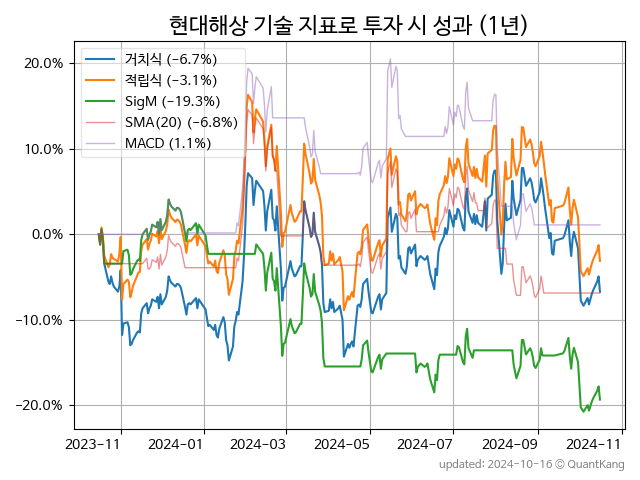 현대해상 기술 지표로 투자 시 성과 (1년)
거치식 (−6.7%)
적립식 (−3.1%)
SigM (−19.3%)
SMA(20) (−6.8%)
MACD (1.1%)
20.0%
10.0%
0.0%
−10.0%
−20.0%
2023-11 2024-01 2024-03 2024-05 2024-07 2024-09 2024-11
updated: 2024-10-16 © QuantKang